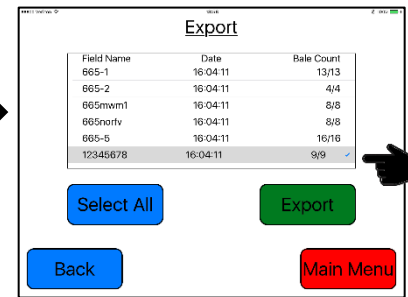 Export
Field Name Date Bale Count
665-1 16:04:11 13/13
665-2 16:04:11 4/4
665mwm1 16:04:11 8/8
665norfv 16:04:11 8/8
665-5 16:04:11 16/16
12345678 16:04:11 9/9 ✓
Select All Export
Back Main Menu